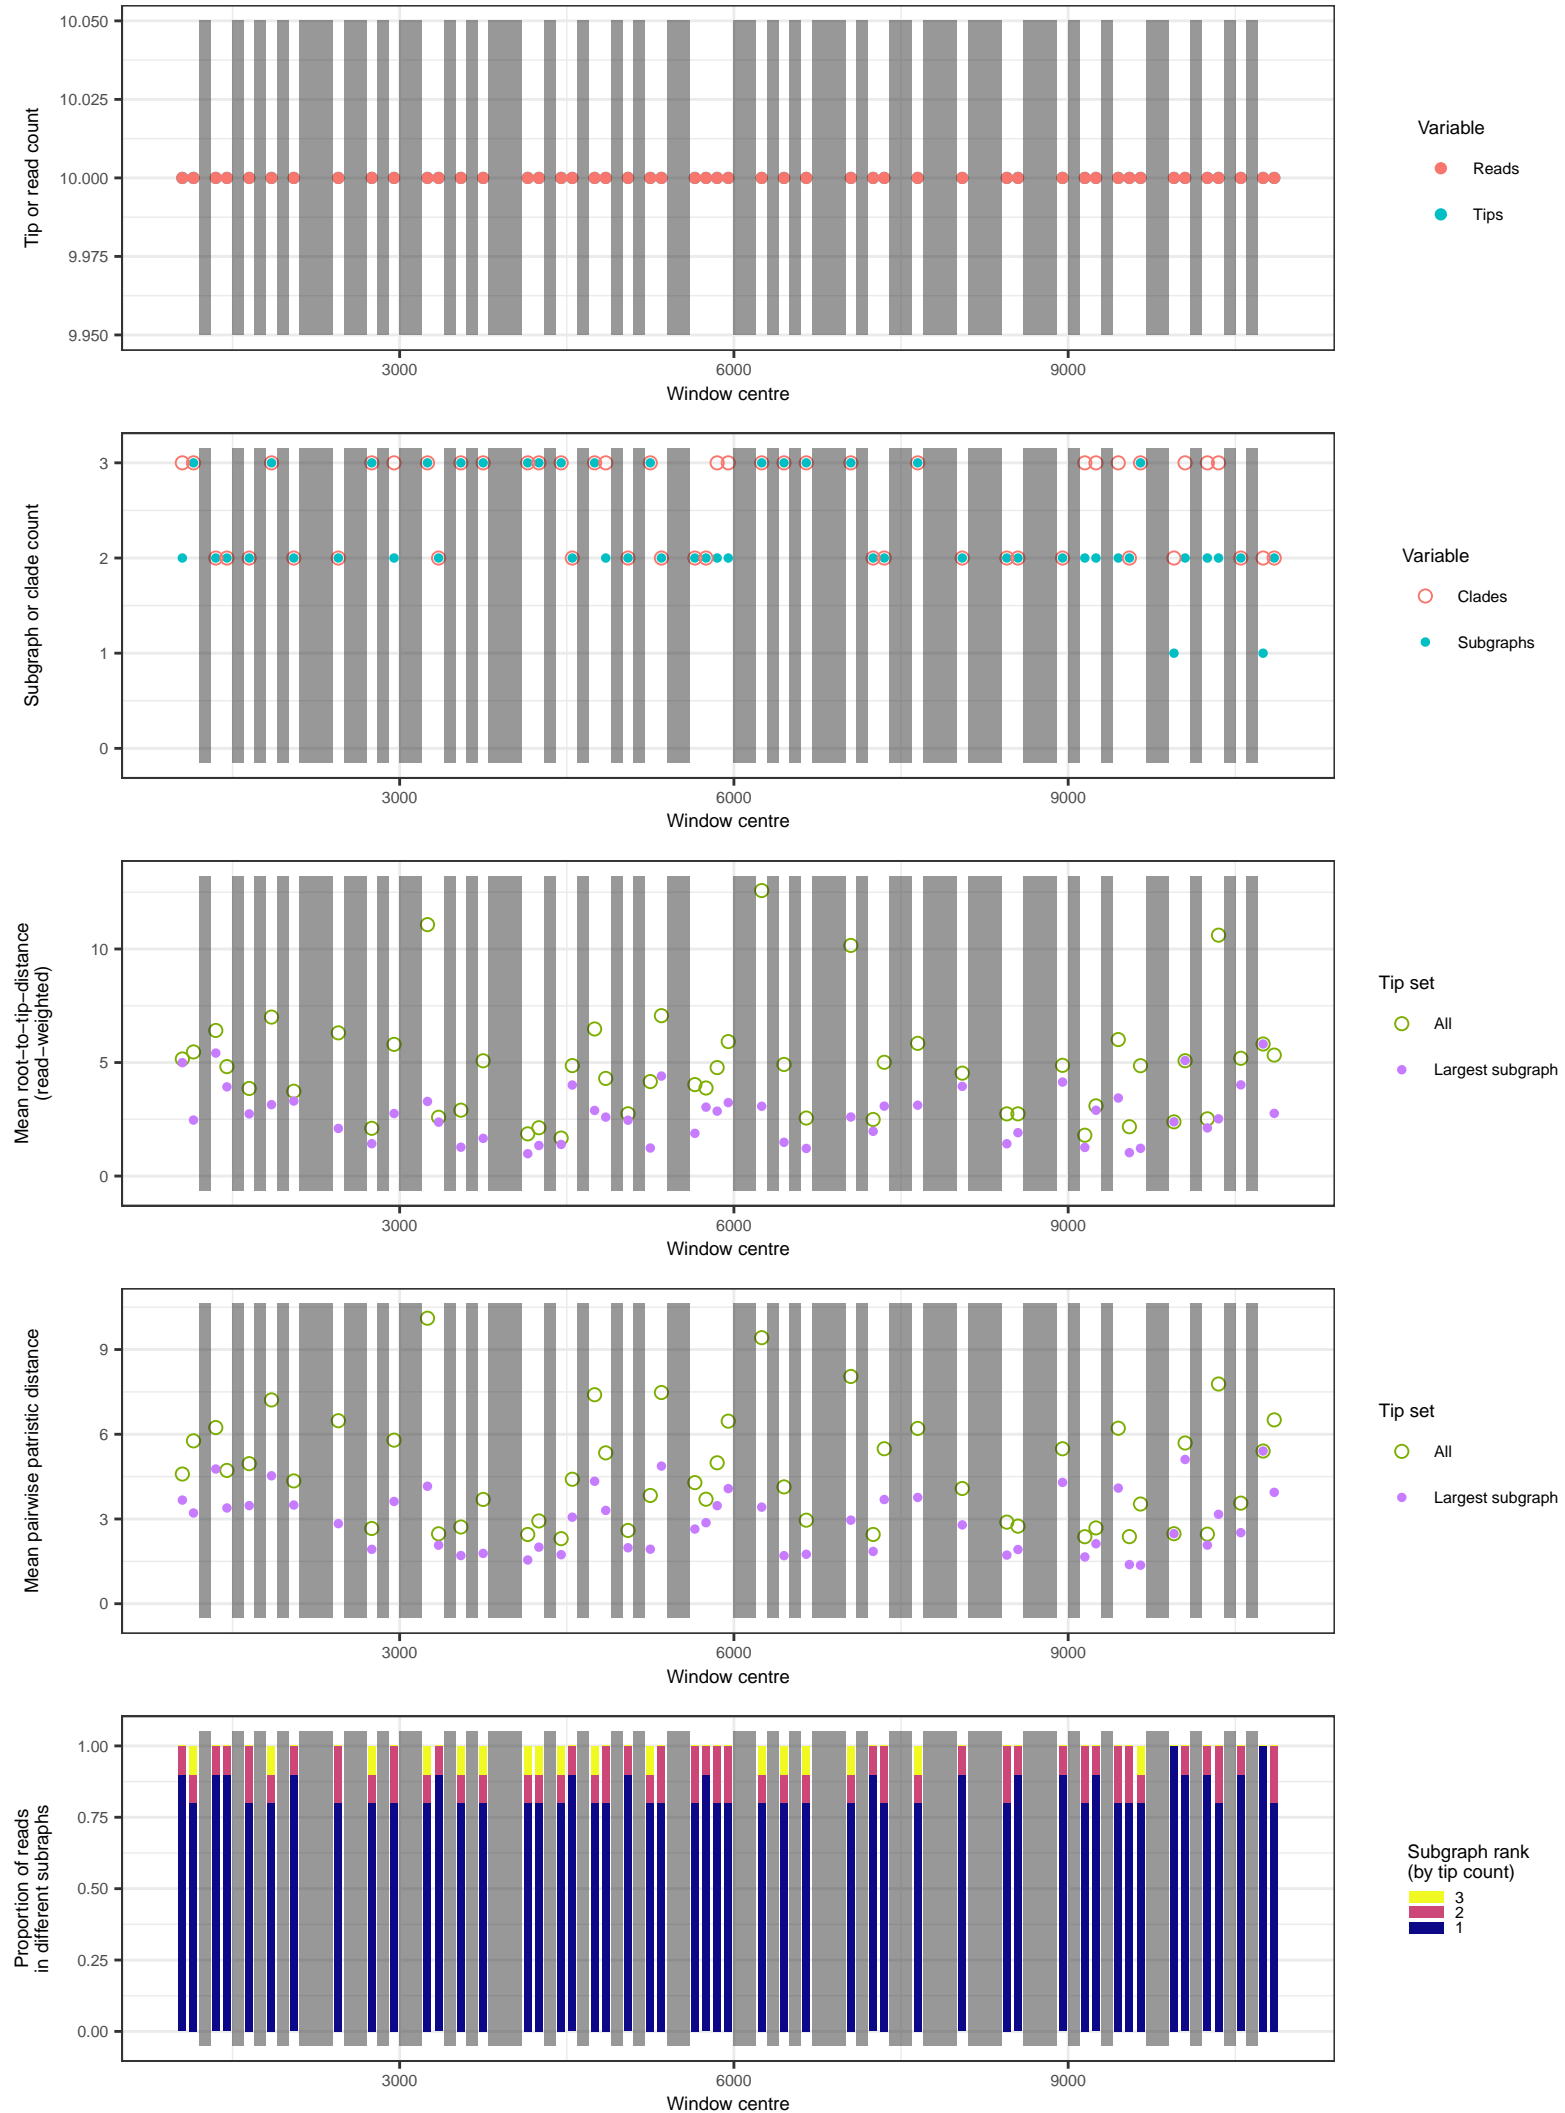 10.050
10.025
10.000
9.975
9.950
Tip or read count
3000
6000
9000
Window centre
Variable
Reads
Tips
3
2
1
0
Subgraph or clade count
3000
6000
9000
Window centre
Variable
Clades
Subgraphs
10
5
0
Mean root−to−tip−distance
(read−weighted)
3000
6000
9000
Window centre
Tip set
All
Largest subgraph
9
6
3
0
Mean pairwise patristic distance
3000
6000
9000
Window centre
Tip set
All
Largest subgraph
1.00
0.75
0.50
0.25
0.00
Proportion of reads
in different subraphs
3000
6000
9000
Window centre
Subgraph rank
(by tip count)
3
2
1